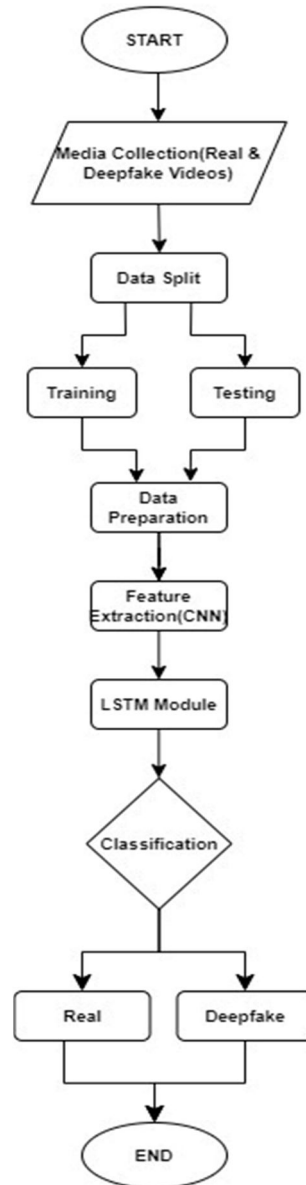 START
Media Collection(Real &
Deepfake Videos)
Data Split
Training
Testing
Data
Preparation
Feature
Extraction(CNN)
LSTM Module
Classification
Real
Deepfake
END